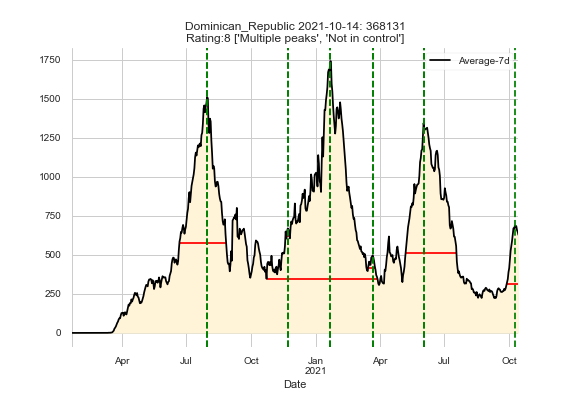 Dominican_Republic 2021-10-14: 368131
Rating:8 ['Multiple peaks', 'Not in control']
Average-7d
1750
1500
1250
1000
750
500
250
0
Apr
Jul
Oct
Jan
2021
Apr
Jul
Oct
Date